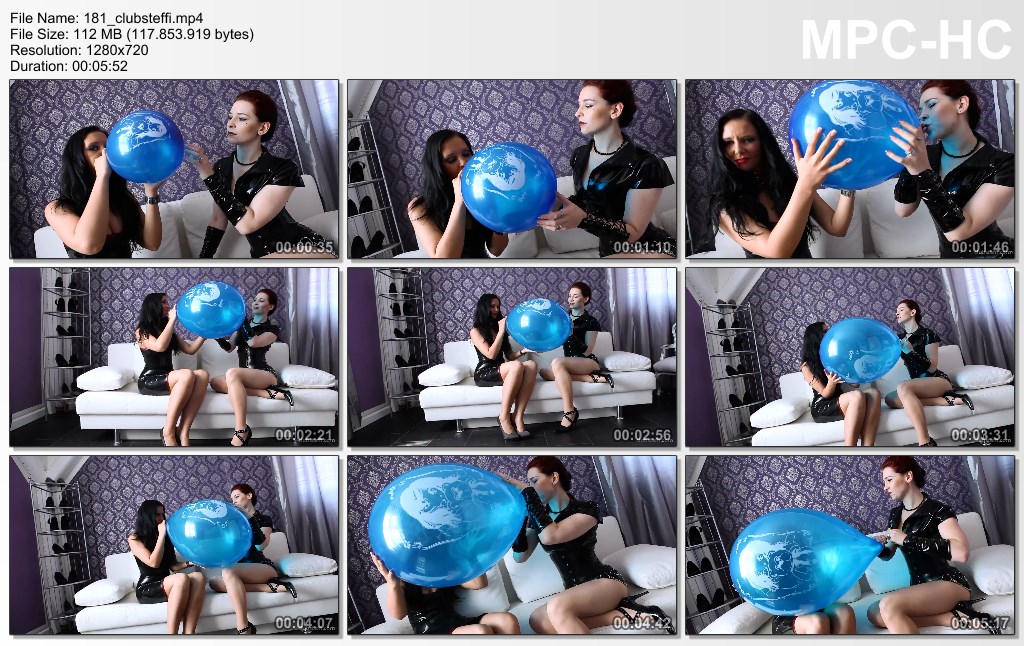 File Name: 181_clubsteffi.mp4
File Size: 112 MB (117.853.919 bytes)
Resolution: 1280x720
Duration: 00:05:52
MPC-HC
00:00:35
00:01:10
00:01:46
00:02:21
00:02:56
00:03:31
00:04:07
00:04:42
00:05:17